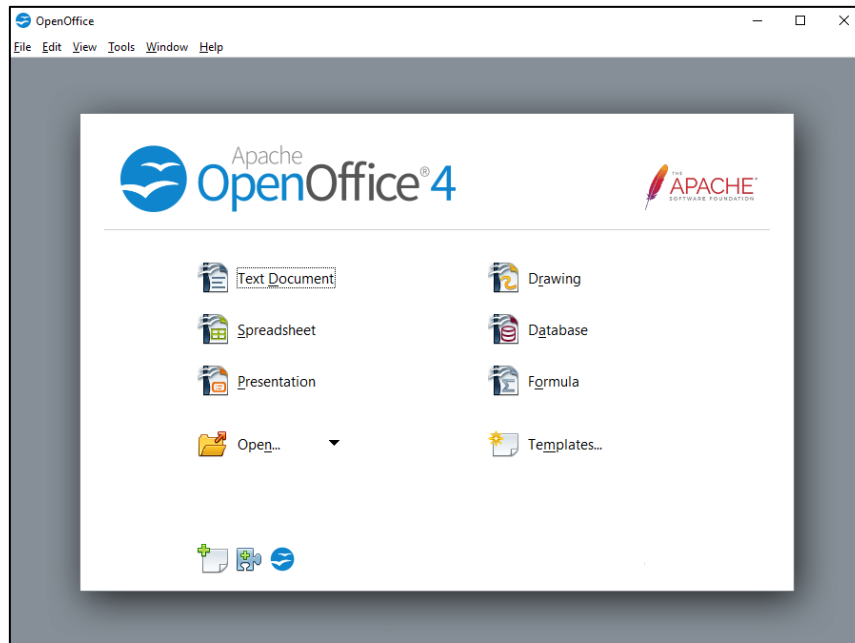 OpenOffice
File Edit View Tools Window Help
Apache
OpenOffice® 4
THE
APACHE®
SOFTWARE FOUNDATION
Text Document
Drawing
Spreadsheet
Database
Presentation
Formula
Open...
Templates...